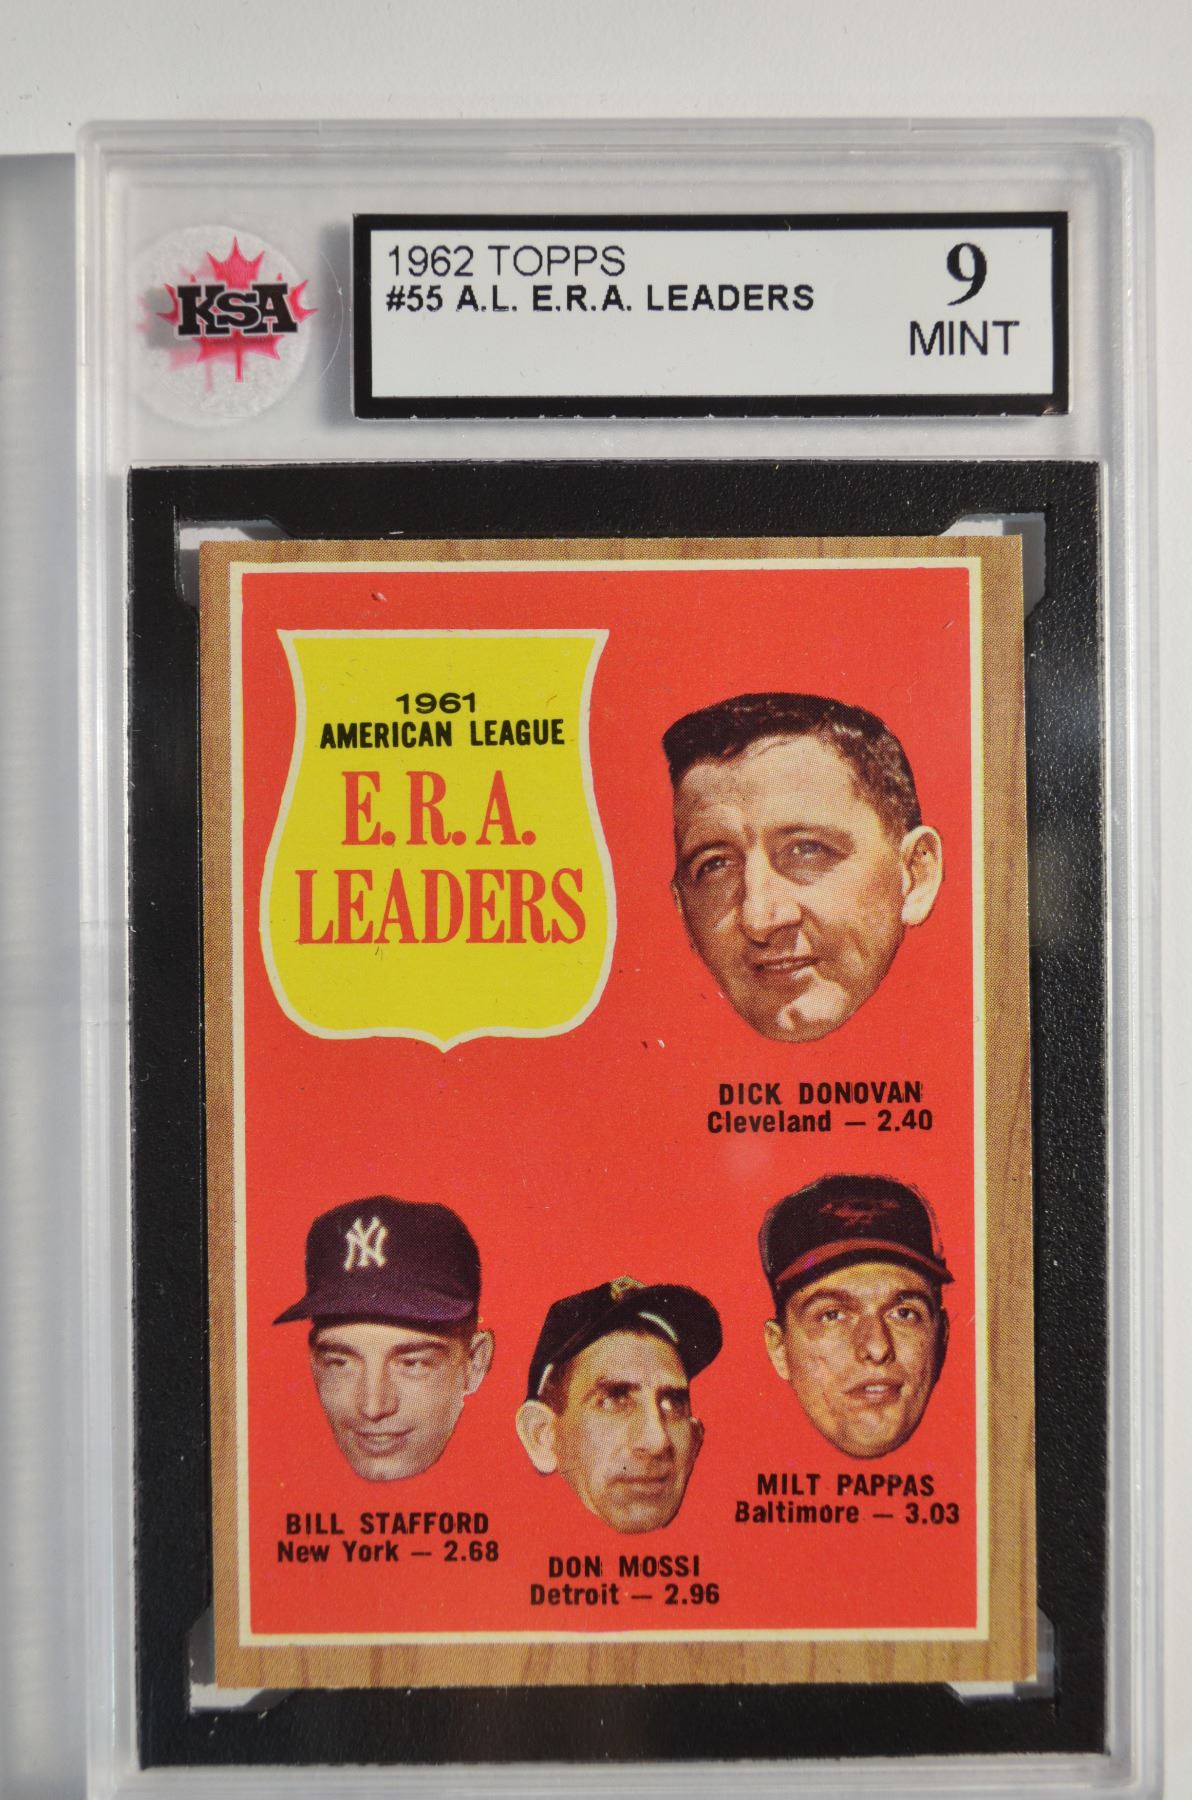 KSA
1962 TOPPS
#55 A.L. E.R.A. LEADERS
9
MINT
1961
AMERICAN LEAGUE
E.R.A.
LEADERS
DICK DONOVAN
Cleveland — 2.40
NY
BILL STAFFORD
New York — 2.68
DON MOSSI
Detroit — 2.96
MILT PAPPAS
Baltimore — 3.03